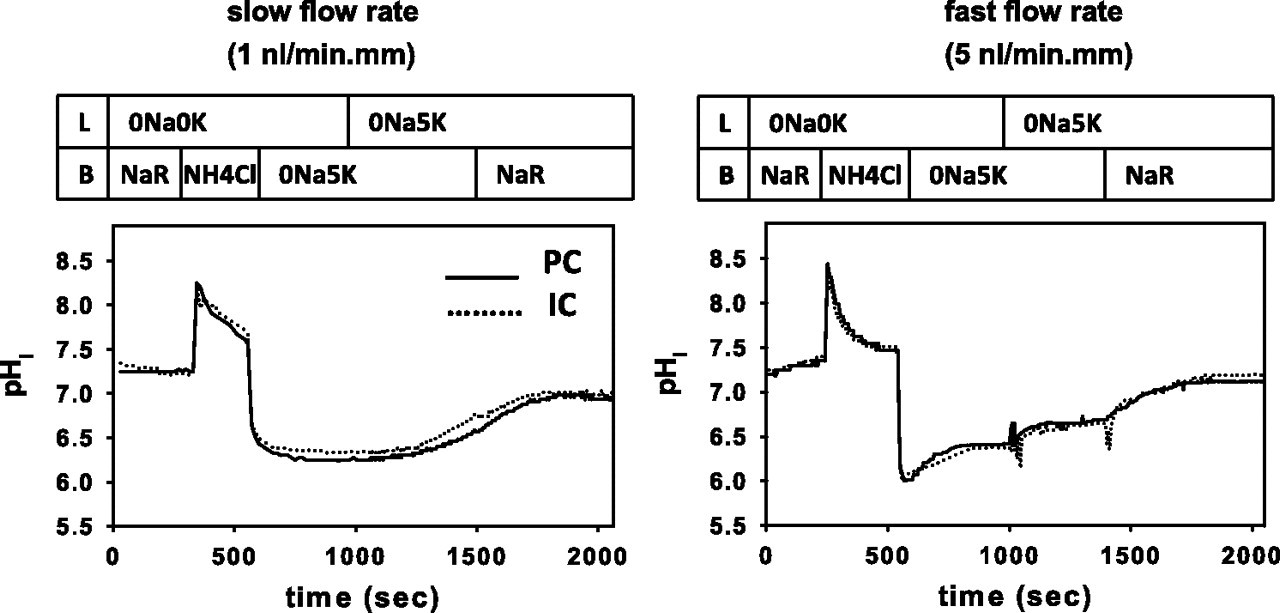 slow flow rate
(1 nl/min.mm)
L 0Na0K 0Na5K
B NaR NH4Cl 0Na5K NaR
PC
IC
8.5
8.0
7.5
7.0
6.5
6.0
5.5
pHI
0 500 1000 1500 2000
time (sec)
fast flow rate
(5 nl/min.mm)
L 0Na0K 0Na5K
B NaR NH4Cl 0Na5K NaR
8.5
8.0
7.5
7.0
6.5
6.0
5.5
pHI
0 500 1000 1500 2000
time (sec)